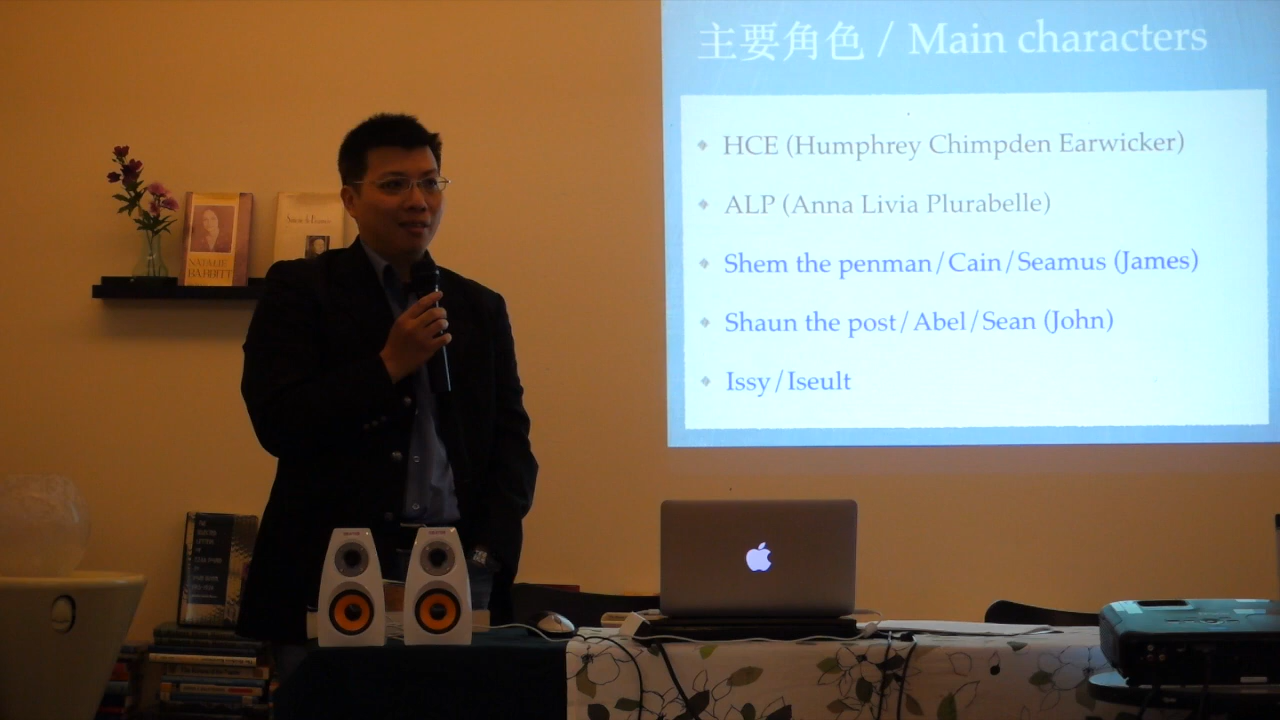 主要角色 / Main characters
HCE (Humphrey Chimpden Earwicker)
ALP (Anna Livia Plurabelle)
Shem the penman/Cain/Seamus (James)
Shaun the post/Abel/Sean (John)
Issy/Iseult
NATALIE
BABBITT